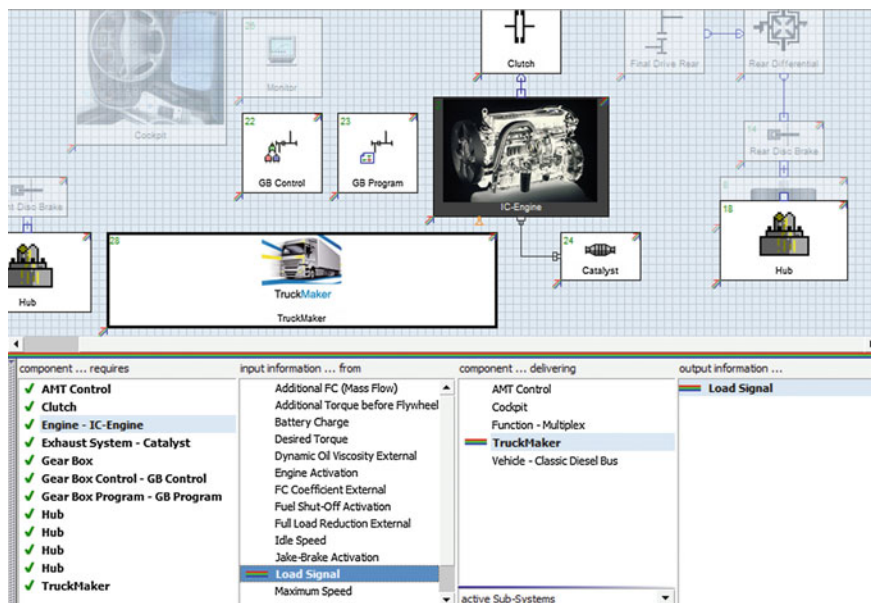 20
Monitor
Cockpit
Clutch
Final Drive Rear
Rear Differential
22
GB Control
23
GB Program
IC-Engine
14
Rear Disc Brake
Disc Brake
Hub
28
TruckMaker
TruckMaker
24
Catalyst
18
Hub
component ... requires
AMT Control
Clutch
Engine - IC-Engine
Exhaust System - Catalyst
Gear Box
Gear Box Control - GB Control
Gear Box Program - GB Program
Hub
Hub
Hub
Hub
TruckMaker
input information ... from
Additional FC (Mass Flow)
Additional Torque before Flywheel
Battery Charge
Desired Torque
Dynamic Oil Viscosity External
Engine Activation
FC Coefficient External
Fuel Shut-Off Activation
Full Load Reduction External
Idle Speed
Jake-Brake Activation
Load Signal
Maximum Speed
component ... delivering
AMT Control
Cockpit
Function - Multiplex
TruckMaker
Vehicle - Classic Diesel Bus
active Sub-Systems
output information ...
Load Signal